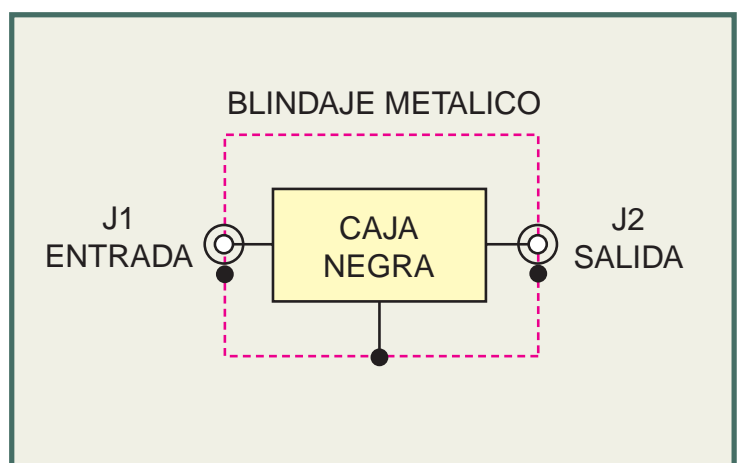 BLINDAJE METALICO
J1
ENTRADA
CAJA
NEGRA
J2
SALIDA